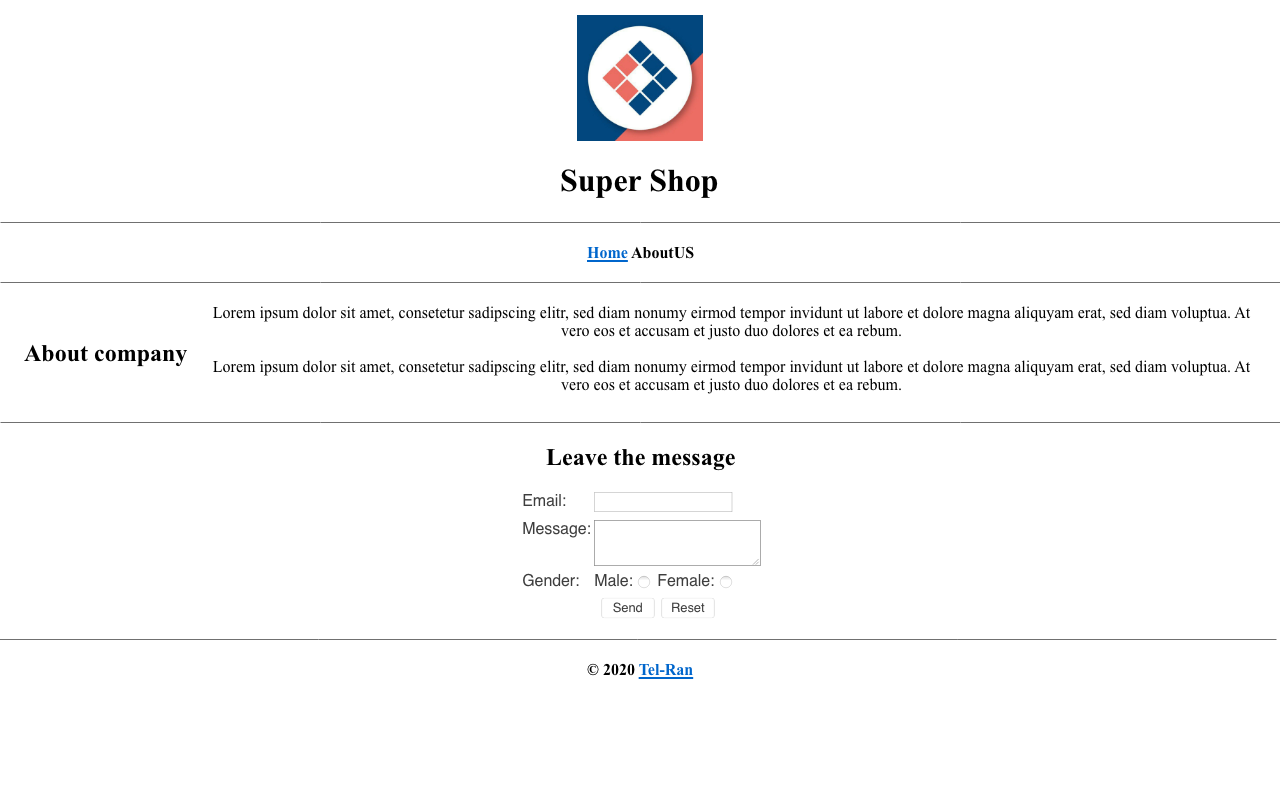 Super Shop
Home AboutUS
About company
Lorem ipsum dolor sit amet, consetetur sadipscing elitr, sed diam nonumy eirmod tempor invidunt ut labore et dolore magna aliquyam erat, sed diam voluptua. At
vero eos et accusam et justo duo dolores et ea rebum.
Lorem ipsum dolor sit amet, consetetur sadipscing elitr, sed diam nonumy eirmod tempor invidunt ut labore et dolore magna aliquyam erat, sed diam voluptua. At
vero eos et accusam et justo duo dolores et ea rebum.
Leave the message
Email:
Message:
Gender: Male: Female:
Send Reset
© 2020 Tel-Ran